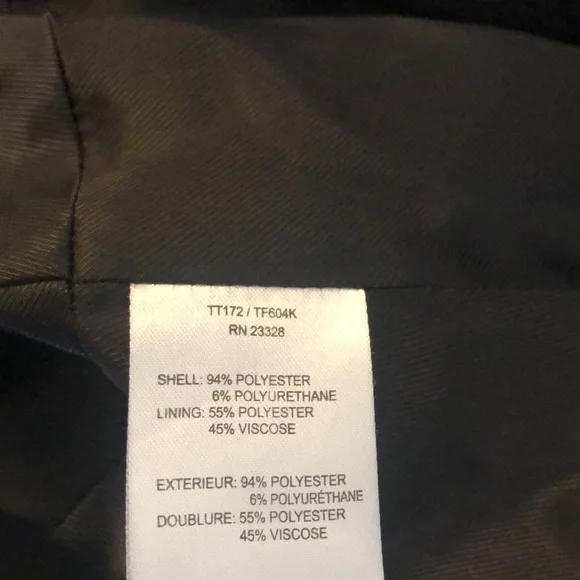 TT172 / TF604K
RN 23328
SHELL: 94% POLYESTER
6% POLYURETHANE
LINING: 55% POLYESTER
45% VISCOSE
EXTERIEUR: 94% POLYESTER
6% POLYURÉTHANE
DOUBLURE: 55% POLYESTER
45% VISCOSE